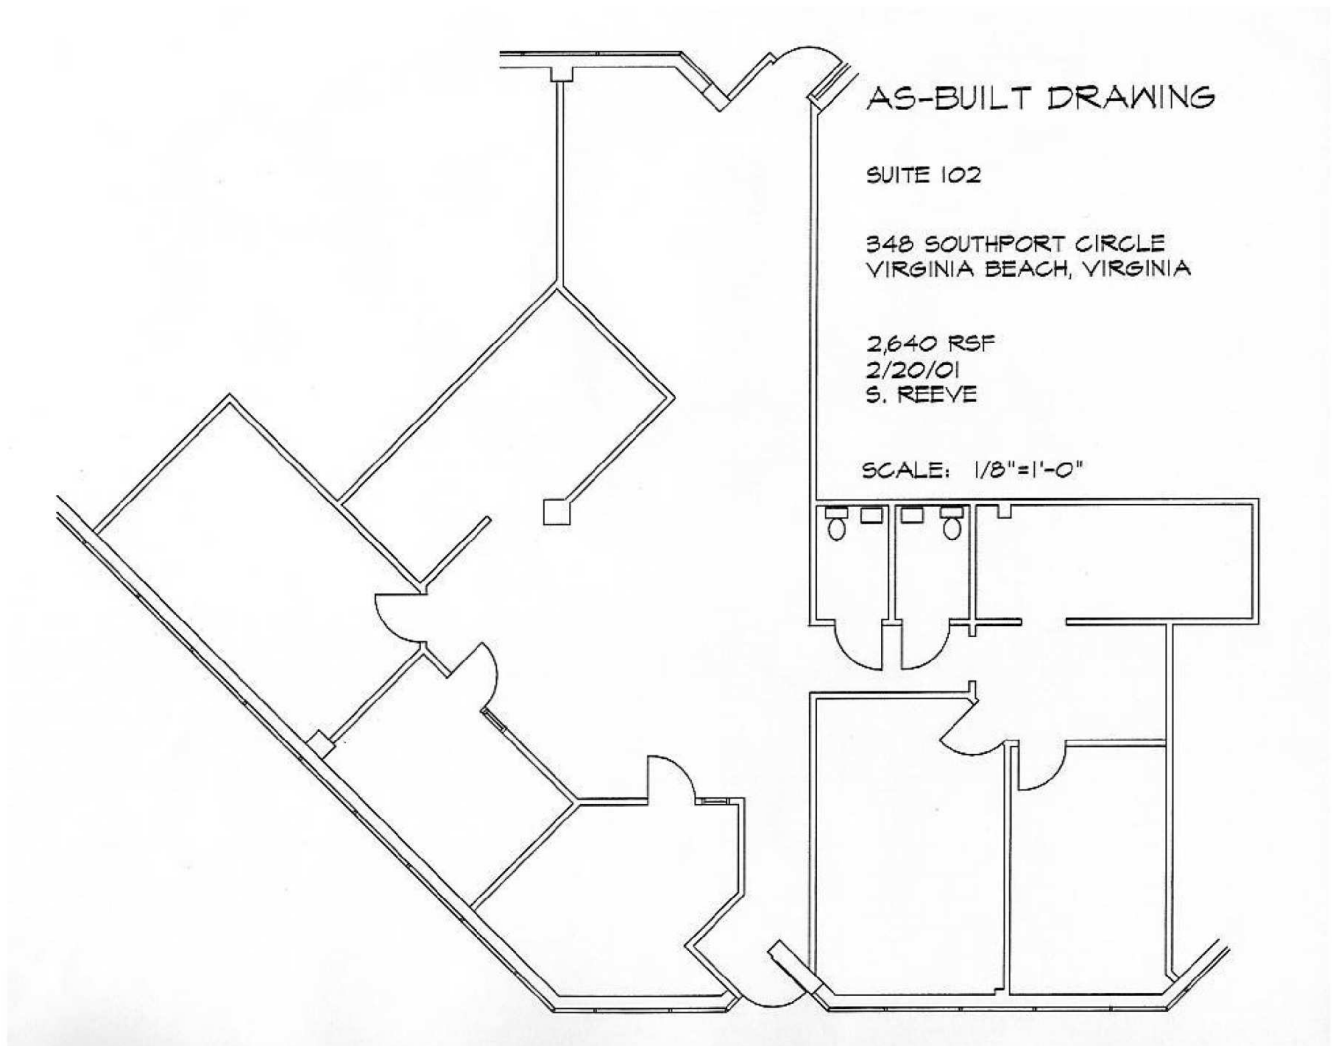 AS-BUILT DRAWING
SUITE 102
348 SOUTHPORT CIRCLE
VIRGINIA BEACH, VIRGINIA
2,640 RSF
2/20/01
S. REEVE
SCALE: 1/8"=1'-0"